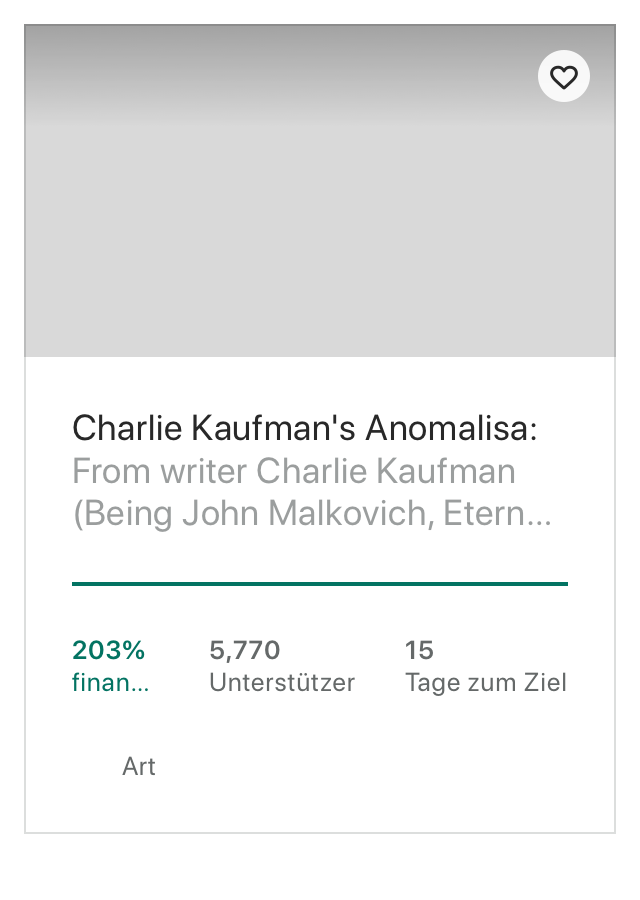 Charlie Kaufman's Anomalisa:
From writer Charlie Kaufman
(Being John Malkovich, Etern...
203%
finan...
5,770
Unterstützer
15
Tage zum Ziel
Art